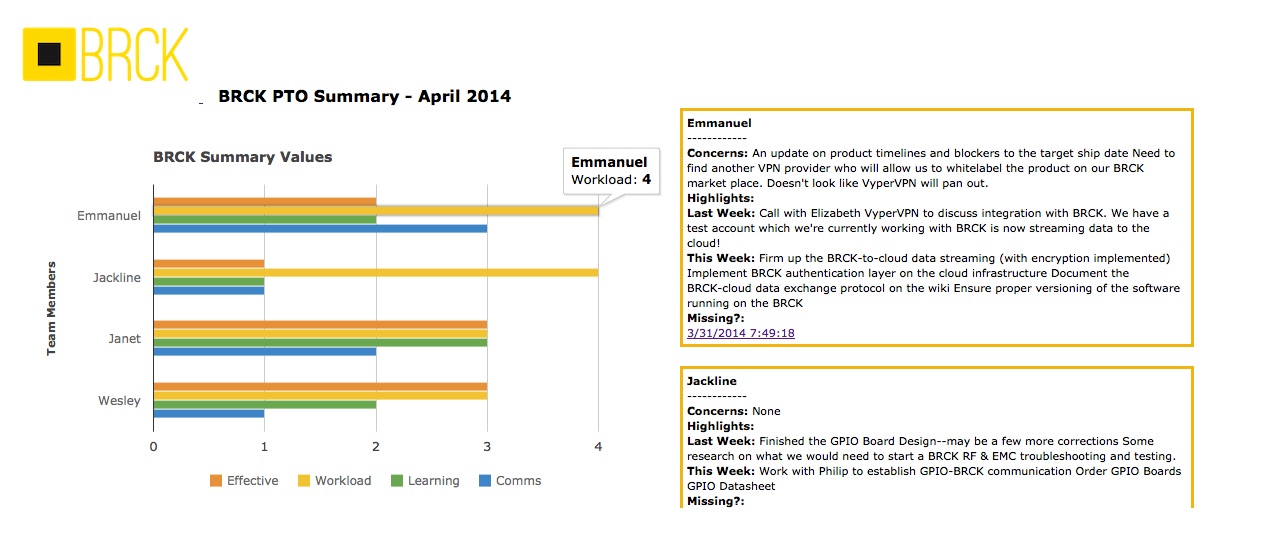 BRCK
BRCK PTO Summary - April 2014
BRCK Summary Values
Emmanuel
Workload: 4
Team Members
Emmanuel
Jackline
Janet
Wesley
0 1 2 3 4
Effective Workload Learning Comms
Emmanuel
------------
Concerns: An update on product timelines and blockers to the target ship date Need to
find another VPN provider who will allow us to whitelabel the product on our BRCK
market place. Doesn't look like VyperVPN will pan out.
Highlights:
Last Week: Call with Elizabeth VyperVPN to discuss integration with BRCK. We have a
test account which we're currently working with BRCK is now streaming data to the
cloud!
This Week: Firm up the BRCK-to-cloud data streaming (with encryption implemented)
Implement BRCK authentication layer on the cloud infrastructure Document the
BRCK-cloud data exchange protocol on the wiki Ensure proper versioning of the software
running on the BRCK
Missing?:
3/31/2014 7:49:18
Jackline
------------
Concerns: None
Highlights:
Last Week: Finished the GPIO Board Design--may be a few more corrections Some
research on what we would need to start a BRCK RF & EMC troubleshooting and testing.
This Week: Work with Philip to establish GPIO-BRCK communication Order GPIO Boards
GPIO Datasheet
Missing?: